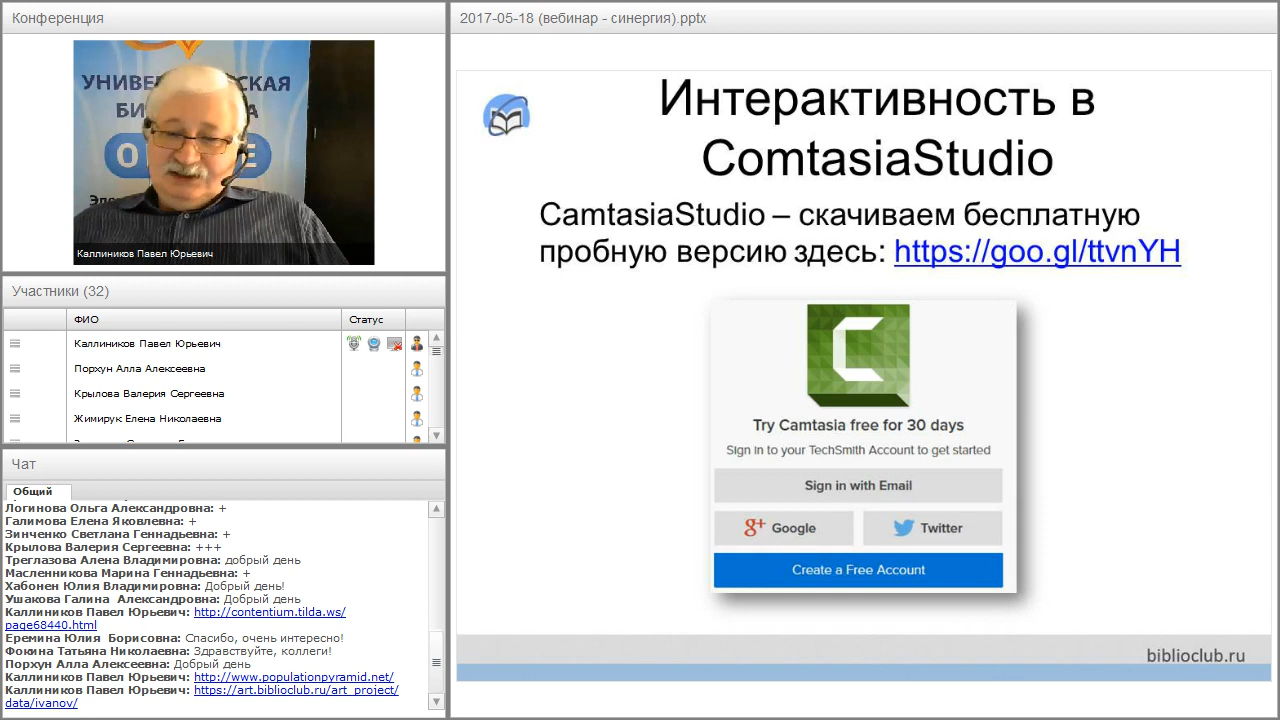 Конференция
УНИВЕ
СКАЯ
БИ
А
О
Е
Эле
Каллиников Павел Юрьевич
Участники (32)
ФИО
Статус
Каллиников Павел Юрьевич
Порхун Алла Алексеевна
Крылова Валерия Сергеевна
Жимирук Елена Николаевна
Чат
Общий
Логинова Ольга Александровна: +
Галимова Елена Яковлевна: +
Зинченко Светлана Геннадьевна: +
Крылова Валерия Сергеевна: +++
Треглазова Алена Владимировна: добрый день
Масленникова Марина Геннадьевна: +
Хабонен Юлия Владимировна: Добрый день!
Ушакова Галина Александровна: Добрый день
Каллиников Павел Юрьевич: http://contentium.tilda.ws/
page68440.html
Еремина Юлия Борисовна: Спасибо, очень интересно!
Фокина Татьяна Николаевна: Здравствуйте, коллеги!
Порхун Алла Алексеевна: Добрый день
Каллиников Павел Юрьевич: http://www.populationpyramid.net/
Каллиников Павел Юрьевич: https://art.biblioclub.ru/art_project/
data/ivanov/
2017-05-18 (вебинар - синергия).pptx
Интерактивность в
ComtasiaStudio
CamtasiaStudio – скачиваем бесплатную
пробную версию здесь: https://goo.gl/ttvnYH
Try Camtasia free for 30 days
Sign in to your TechSmith Account to get started
Sign in with Email
Google
Twitter
Create a Free Account
biblioclub.ru